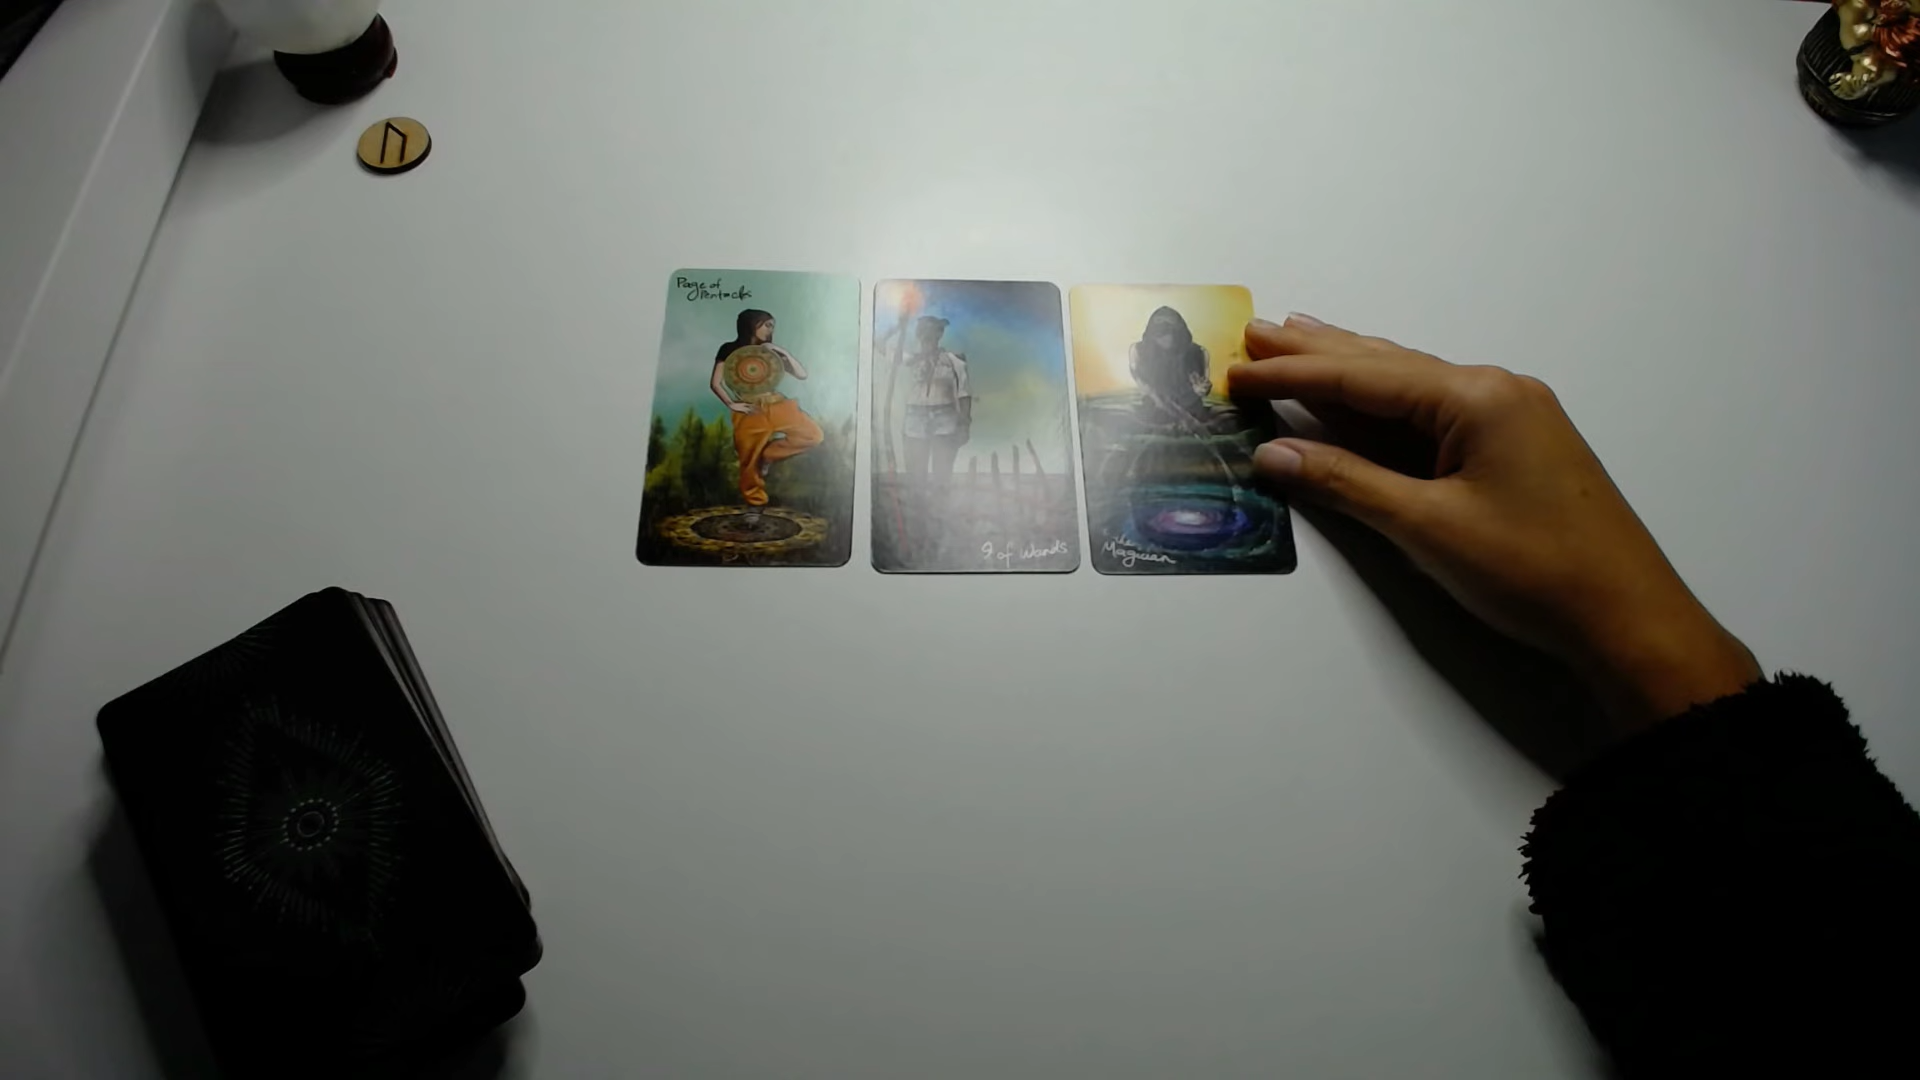 ᚢ
Page of
Pentacles
9 of Wands
the
Magician